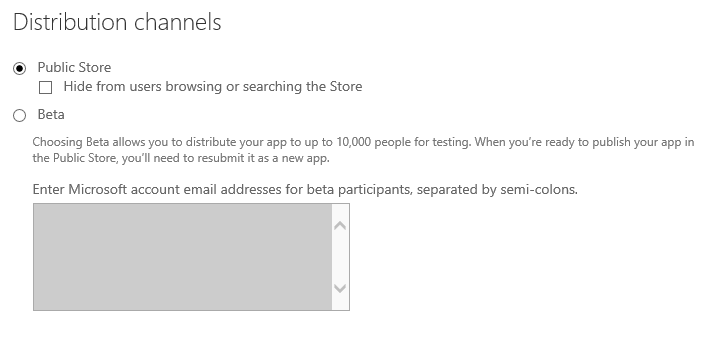 Distribution channels
Public Store
Hide from users browsing or searching the Store
Beta
Choosing Beta allows you to distribute your app to up to 10,000 people for testing. When you're ready to publish your app in
the Public Store, you'll need to resubmit it as a new app.
Enter Microsoft account email addresses for beta participants, separated by semi-colons.